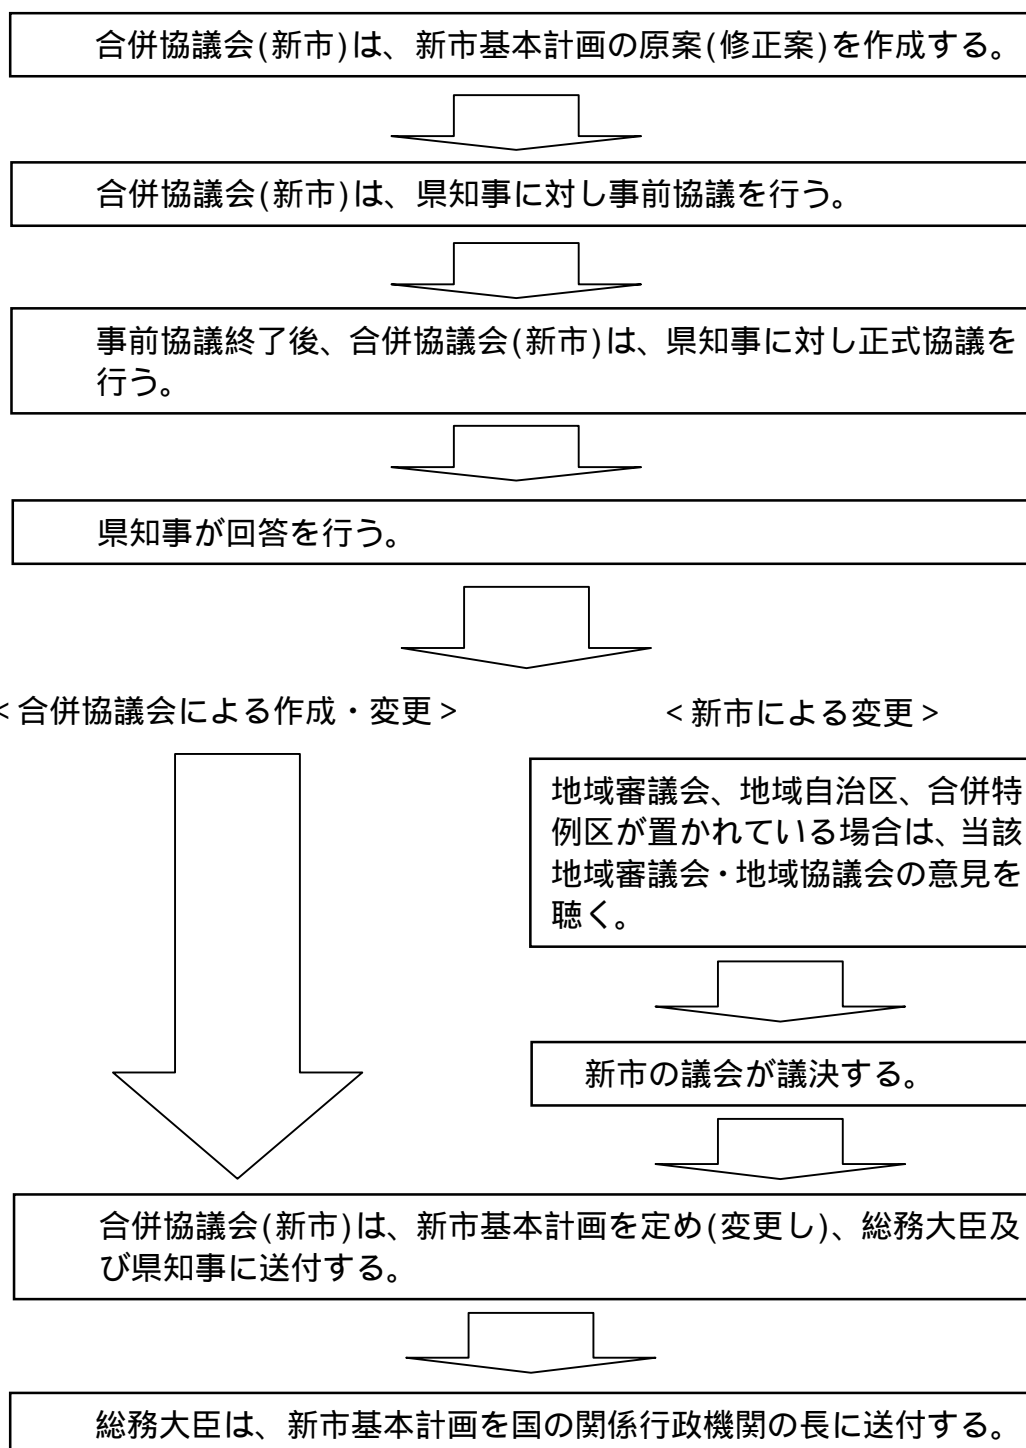 合併協議会(新市)は、新市基本計画の原案(修正案)を作成する。
合併協議会(新市)は、県知事に対し事前協議を行う。
事前協議終了後、合併協議会(新市)は、県知事に対し正式協議を
行う。
県知事が回答を行う。
<合併協議会による作成・変更>
<新市による変更>
地域審議会、地域自治区、合併特
例区が置かれている場合は、当該
地域審議会・地域協議会の意見を
聴く。
新市の議会が議決する。
合併協議会(新市)は、新市基本計画を定め(変更し)、総務大臣及
び県知事に送付する。
総務大臣は、新市基本計画を国の関係行政機関の長に送付する。